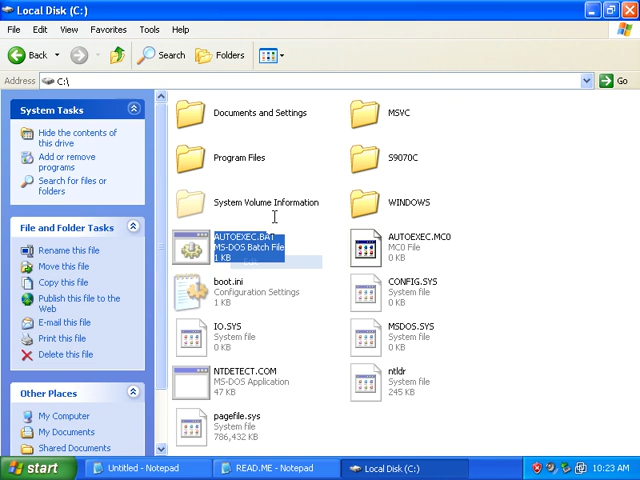 Local Disk (C:)
File Edit View Favorites Tools Help
Back Search Folders
Address C:\ Go
System Tasks
Hide the contents of
this drive
Add or remove
programs
Search for files or
folders
File and Folder Tasks
Rename this file
Move this file
Copy this file
Publish this file to the
Web
E-mail this file
Print this file
Delete this file
Other Places
My Computer
My Documents
Shared Documents
Documents and Settings
MSVC
Program Files
S9070C
System Volume Information
WINDOWS
AUTOEXEC.BAT
MS-DOS Batch File
1 KB
AUTOEXEC.MC0
MC0 File
0 KB
boot.ini
Configuration Settings
1 KB
CONFIG.SYS
System file
0 KB
IO.SYS
System file
0 KB
MSDOS.SYS
System file
0 KB
NTDETECT.COM
MS-DOS Application
47 KB
ntldr
System file
245 KB
pagefile.sys
System file
786,432 KB
start Untitled - Notepad READ.ME - Notepad Local Disk (C:) 10:23 AM